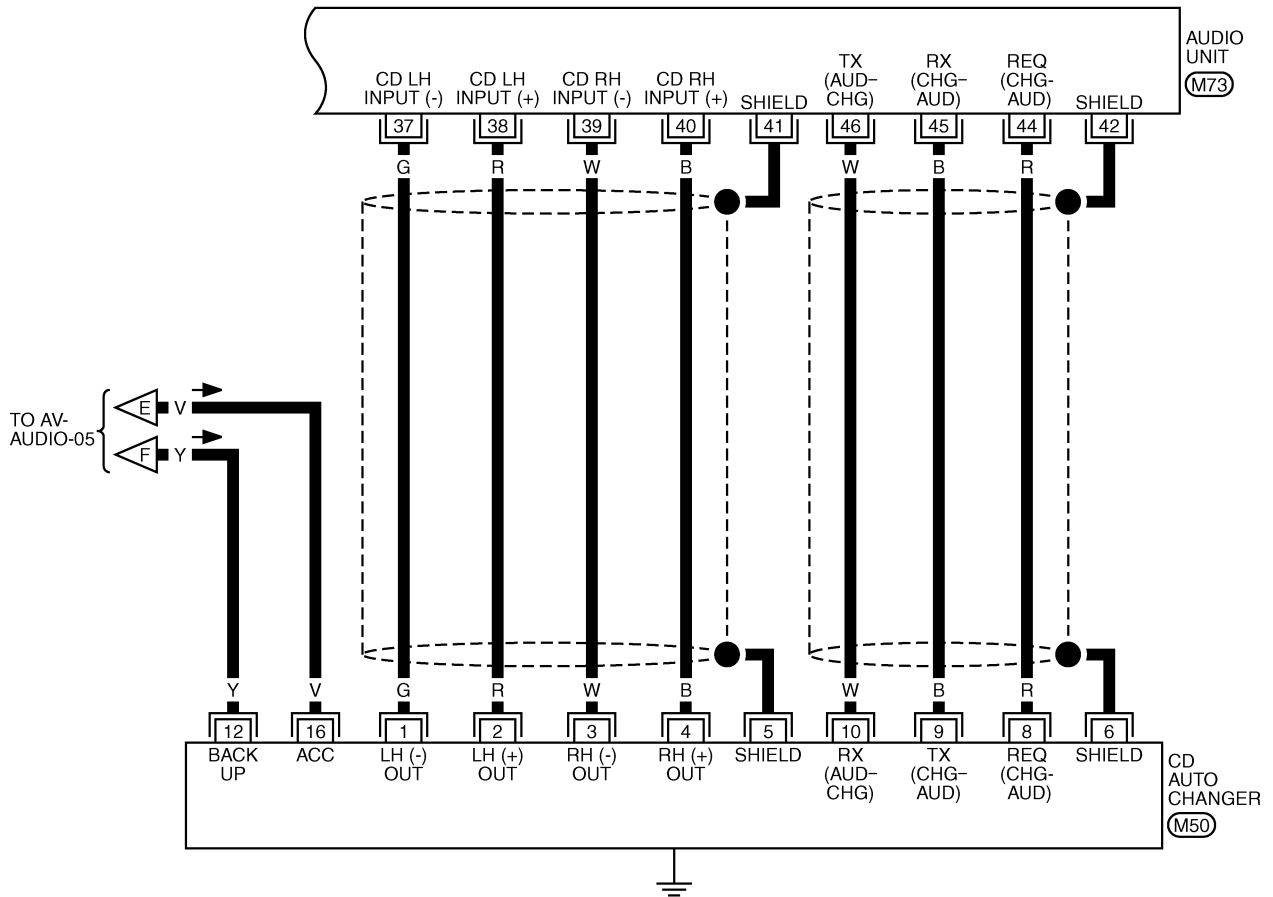 AUDIO
UNIT
M73
CD LH
INPUT (-)
CD LH
INPUT (+)
CD RH
INPUT (-)
CD RH
INPUT (+)
SHIELD
TX
(AUD–
CHG)
RX
(CHG–
AUD)
REQ
(CHG-
AUD)
SHIELD
37 38 39 40 41 46 45 44 42
G R W B W B R
TO AV-
AUDIO-05
E V
F Y
Y V G R W B W B R
12 16 1 2 3 4 5 10 9 8 6
BACK
UP
ACC
LH (-)
OUT
LH (+)
OUT
RH (-)
OUT
RH (+)
OUT
SHIELD
RX
(AUD–
CHG)
TX
(CHG–
AUD)
REQ
(CHG-
AUD)
SHIELD
CD
AUTO
CHANGER
M50